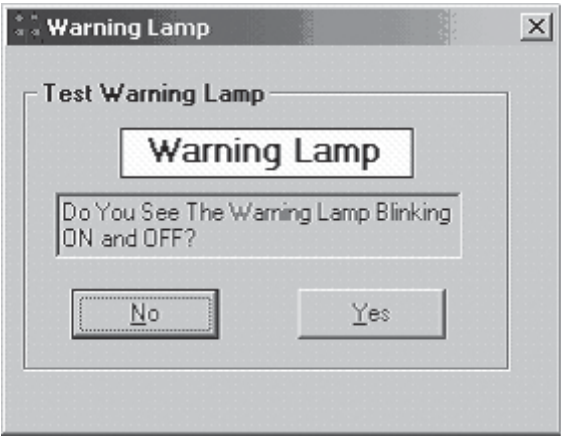 Warning Lamp
Test Warning Lamp
Warning Lamp
Do You See The Warning Lamp Blinking
ON and OFF?
No
Yes